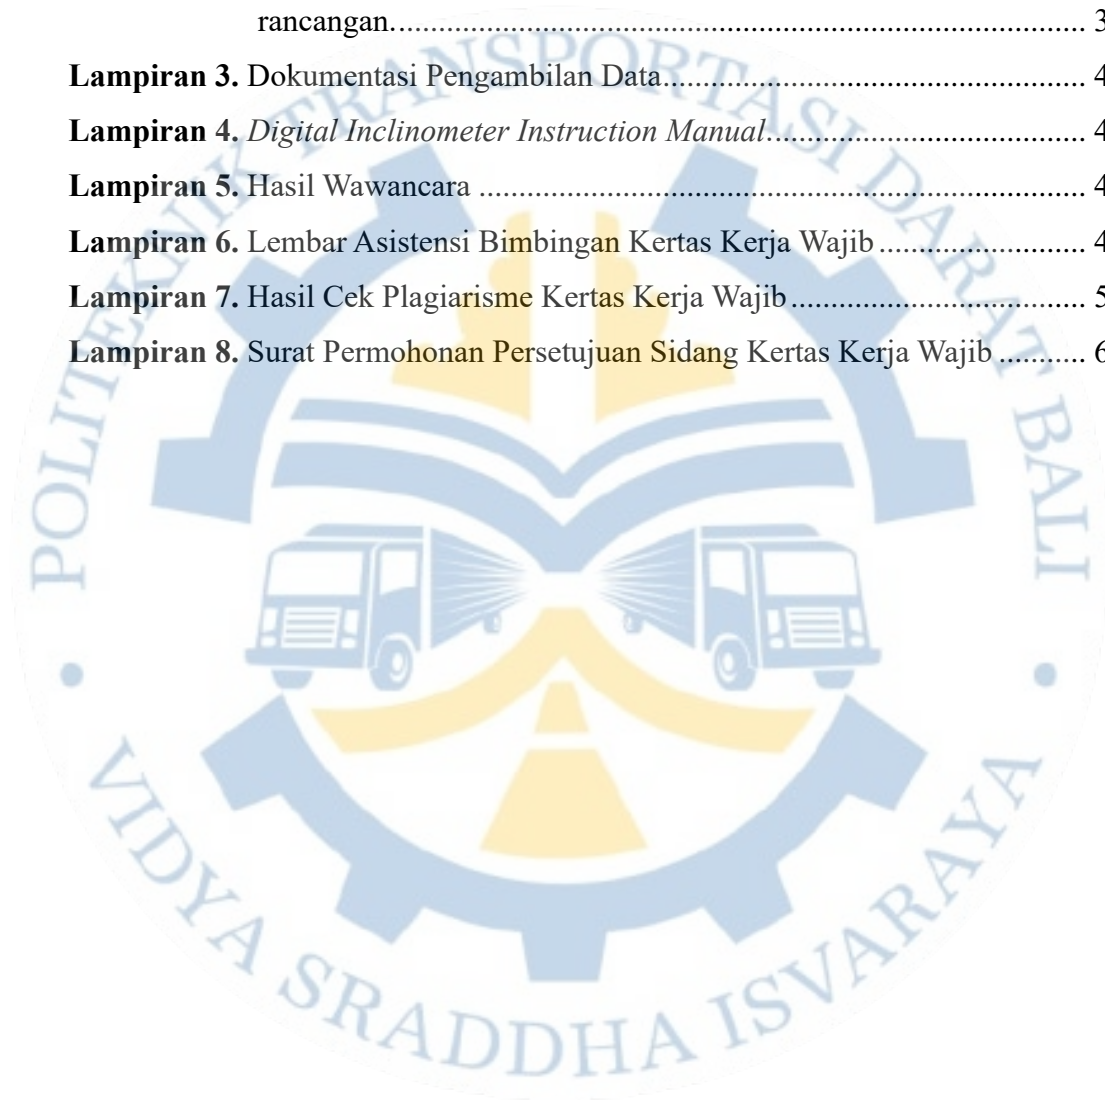 rancangan. 3
Lampiran 3. Dokumentasi Pengambilan Data 4
Lampiran 4. Digital Inclinometer Instruction Manual 4
Lampiran 5. Hasil Wawancara 4
Lampiran 6. Lembar Asistensi Bimbingan Kertas Kerja Wajib 4
Lampiran 7. Hasil Cek Plagiarisme Kertas Kerja Wajib 5
Lampiran 8. Surat Permohonan Persetujuan Sidang Kertas Kerja Wajib 6
POLITEKNIK TRANSPORTASI DARAT BALI
VIDYA SRADDHA ISVARAYA